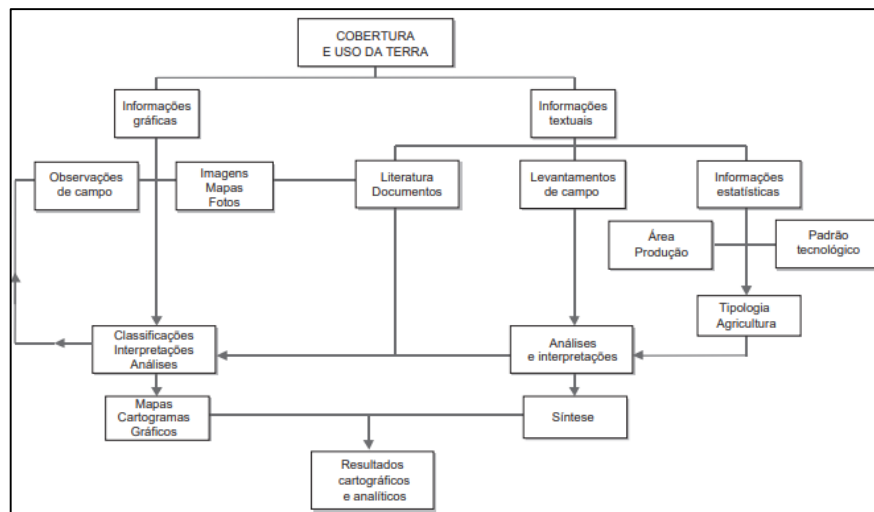 COBERTURA
E USO DA TERRA
Informações
gráficas
Informações
textuais
Observações
de campo
Imagens
Mapas
Fotos
Literatura
Documentos
Levantamentos
de campo
Informações
estatísticas
Área
Produção
Padrão
tecnológico
Tipologia
Agricultura
Classificações
Interpretações
Análises
Análises
e interpretações
Mapas
Cartogramas
Gráficos
Síntese
Resultados
cartográficos
e analíticos